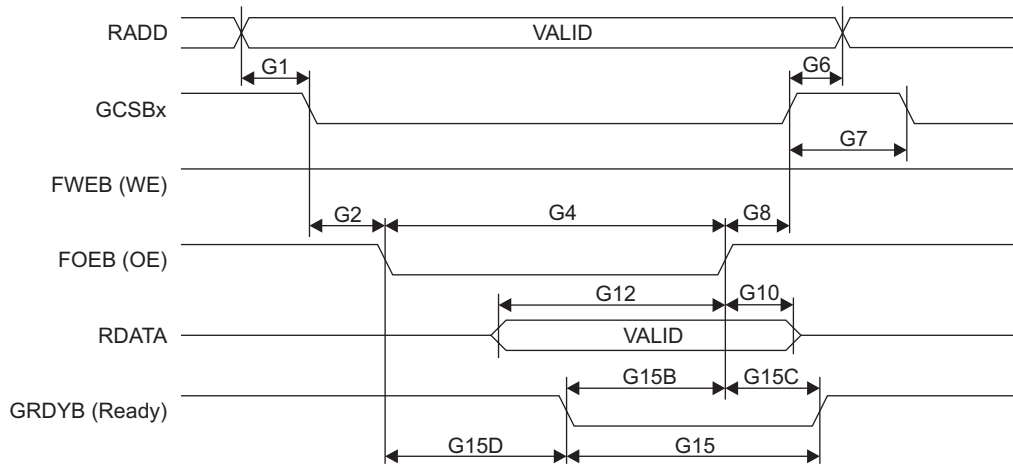 RADD
VALID
G1
G6
GCSBx
G7
FWEB (WE)
G2
G4
G8
FOEB (OE)
G12
G10
RDATA
VALID
G15B
G15C
GRDYB (Ready)
G15D
G15